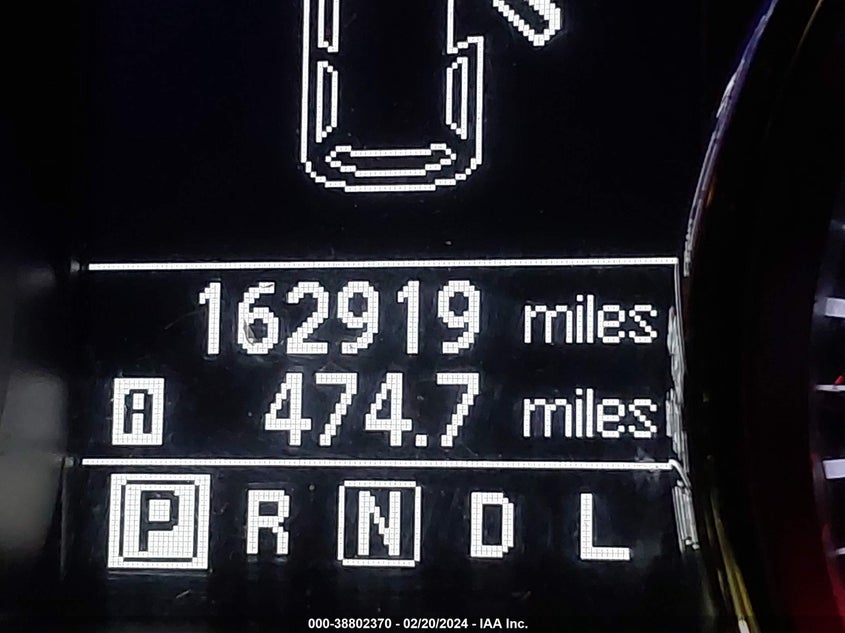 162919 miles
A 474.7 miles
P R N D L
000-38802370 - 02/20/2024 - IAA Inc.